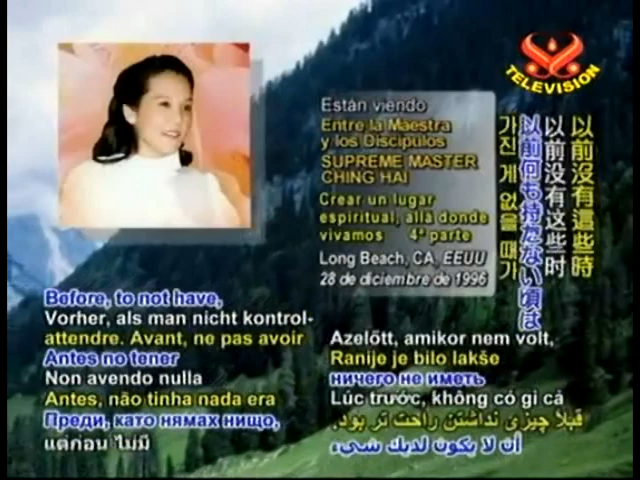 TELEVISION
Están viendo
Entre la Maestra
y los Discípulos
SUPREME MASTER
CHING HAI
Crear un lugar
espiritual, allá donde
vivamos 4ª parte
Long Beach, CA, EEUU
28 de diciembre de 1996
以前沒有這些時
以前没有这些时
以前何も持たない頃は
가진 게 없을 때가
Before, to not have,
Vorher, als man nicht kontrol-
attendre. Avant, ne pas avoir
Antes no tener
Non avendo nulla
Antes, não tinha nada era
Преди, като нямах нищо,
แต่ก่อน ไม่มี
Azelőtt, amikor nem volt,
Ranije je bilo lakše
ничего не иметь
Lúc trước, không có gì cả
قبلاً چیزی نداشتن راحت تر بود,
أن لا يكون لديك شيء